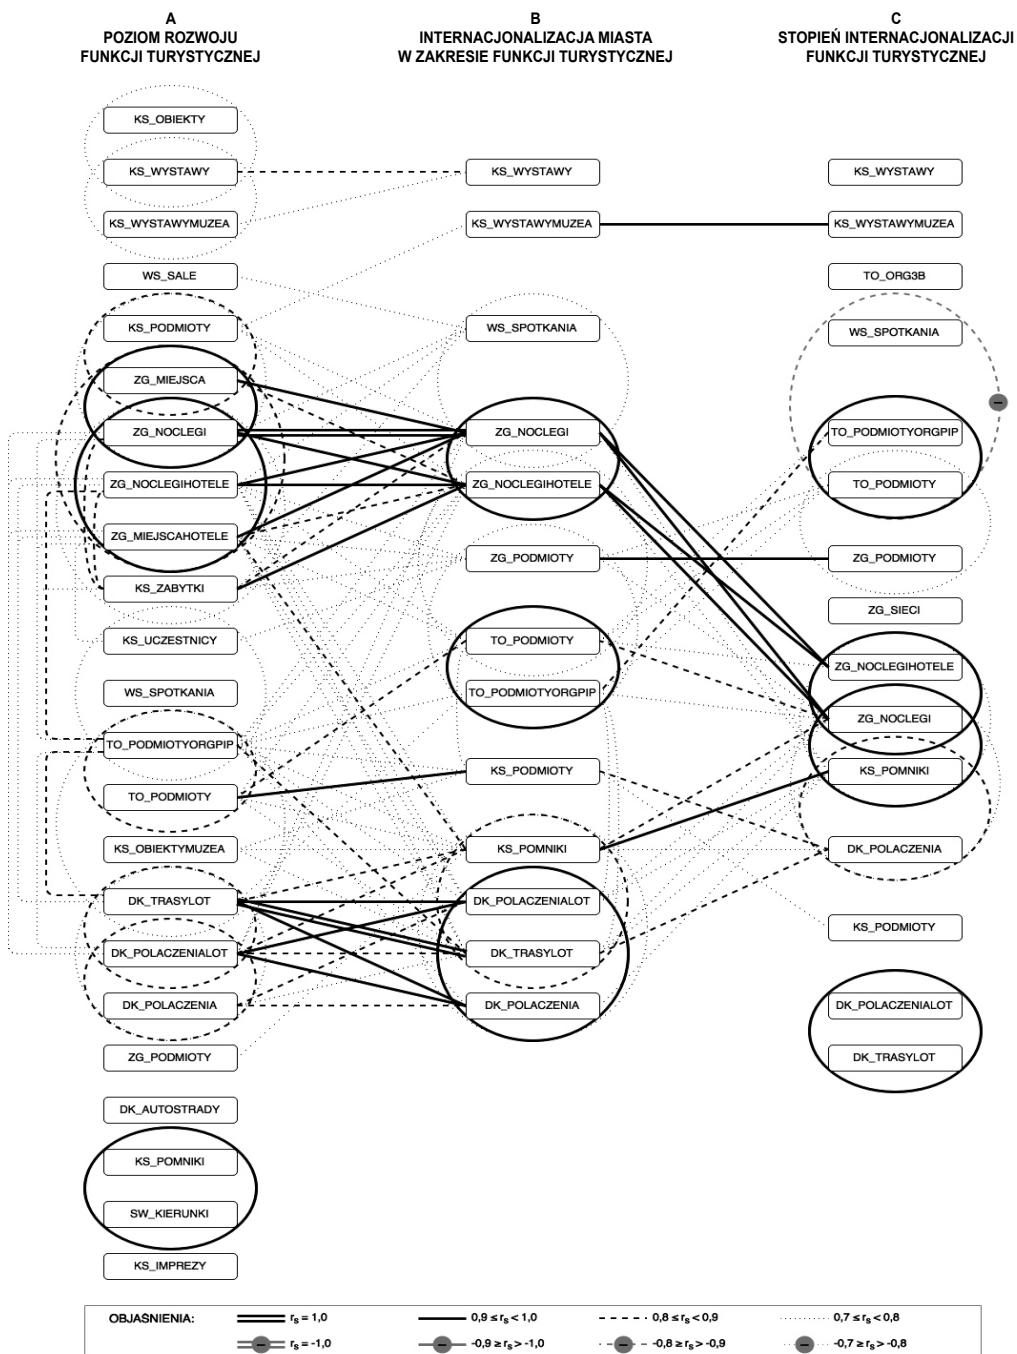 A
POZIOM ROZWOJU
FUNKCJI TURYSTYCZNEJ
B
INTERNACJONALIZACJA MIASTA
W ZAKRESIE FUNKCJI TURYSTYCZNEJ
C
STOPIEŃ INTERNACJONALIZACJI
FUNKCJI TURYSTYCZNEJ
KS_OBIEKTY
KS_WYSTAWY
KS_WYSTAWYMUZEA
WS_SALE
KS_PODMIOTY
ZG_MIEJSCA
ZG_NOCLEGI
ZG_NOCLEGIHOTELE
ZG_MIEJSCAHOTELE
KS_ZABYTKI
KS_UCZESTNICY
WS_SPOTKANIA
TO_PODMIOTYORGPIP
TO_PODMIOTY
KS_OBIEKTYMUZEA
DK_TRASYLOT
DK_POLACZENIALOT
DK_POLACZENIA
ZG_PODMIOTY
DK_AUTOSTRADY
KS_POMNIKI
SW_KIERUNKI
KS_IMPREZY
KS_WYSTAWY
KS_WYSTAWYMUZEA
WS_SPOTKANIA
ZG_NOCLEGI
ZG_NOCLEGIHOTELE
ZG_PODMIOTY
TO_PODMIOTY
TO_PODMIOTYORGPIP
KS_PODMIOTY
KS_POMNIKI
DK_POLACZENIALOT
DK_TRASYLOT
DK_POLACZENIA
KS_WYSTAWY
KS_WYSTAWYMUZEA
TO_ORG3B
WS_SPOTKANIA
TO_PODMIOTYORGPIP
TO_PODMIOTY
ZG_PODMIOTY
ZG_SIECI
ZG_NOCLEGIHOTELE
ZG_NOCLEGI
KS_POMNIKI
DK_POLACZENIA
KS_PODMIOTY
DK_POLACZENIALOT
DK_TRASYLOT
OBJAŚNIENIA: rs = 1,0 0,9 ≤ rs < 1,0 0,8 ≤ rs < 0,9 0,7 ≤ rs < 0,8
rs = -1,0 -0,9 ≥ rs > -1,0 -0,8 ≥ rs > -0,9 -0,7 ≥ rs > -0,8